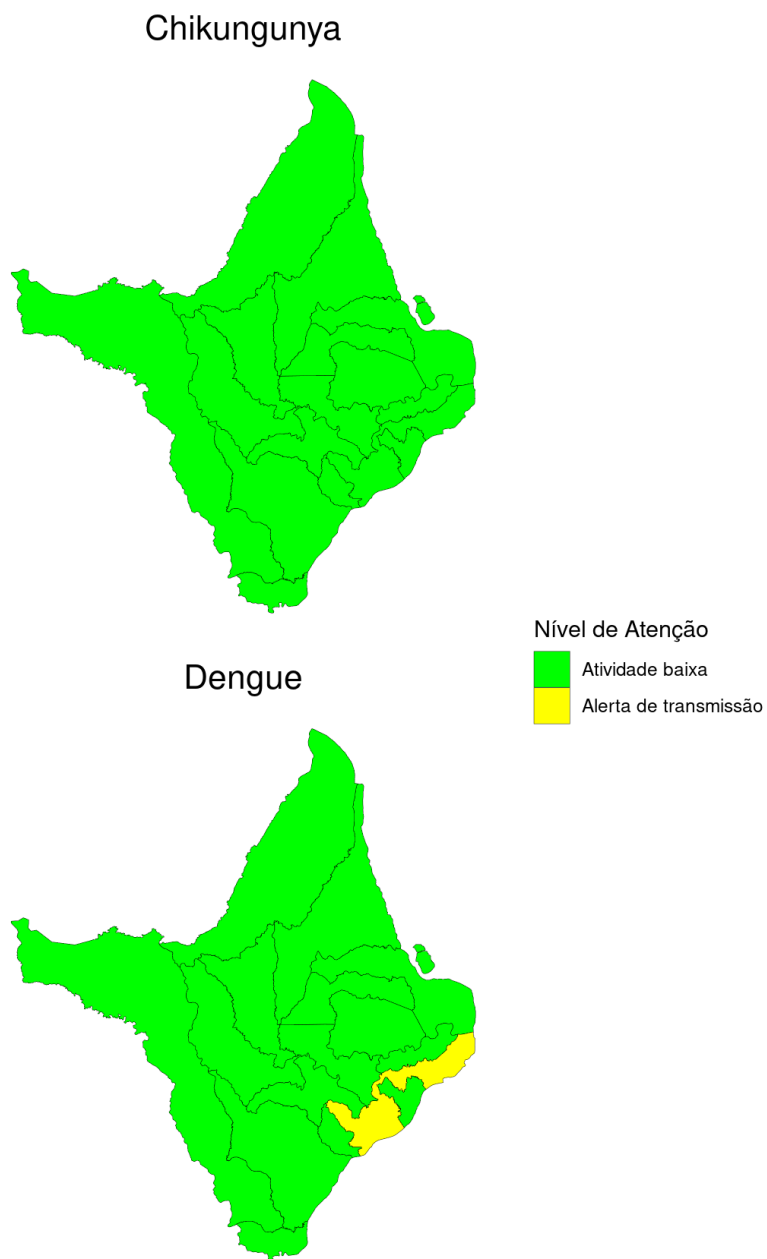 Chikungunya
Nível de Atenção
Atividade baixa
Alerta de transmissão
Dengue